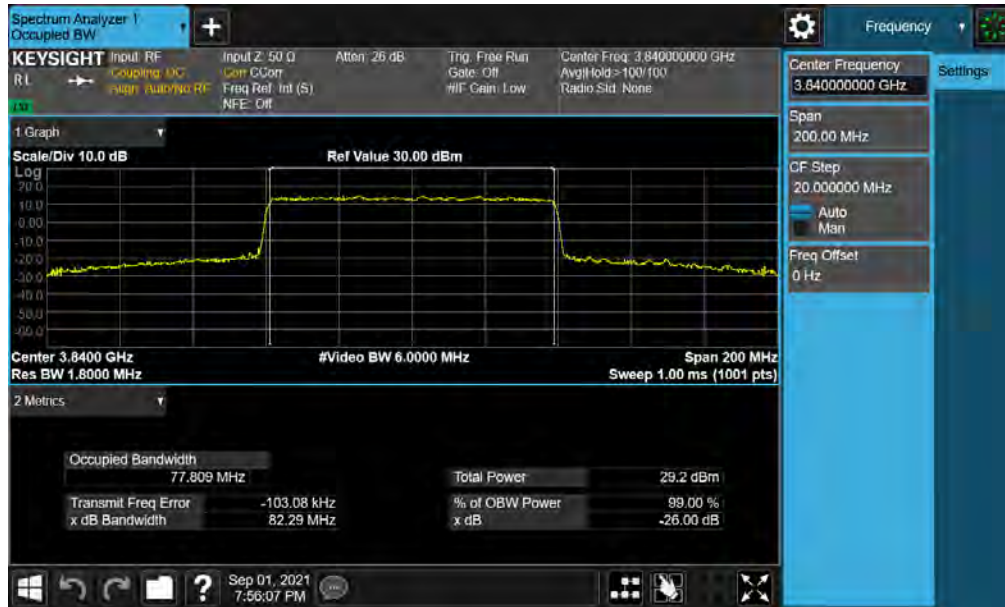 Spectrum Analyzer 1
Occupied BW
+
Frequency
KEYSIGHT
Input: RF
Input Z: 50 Ω
Atten: 26 dB
Trig: Free Run
Center Freq: 3.840000000 GHz
RL
Coupling: DC
Corr CCorr
Gate: Off
Avg|Hold:>100/100
Align: Auto/No RF
Freq Ref: Int (S)
#IF Gain: Low
Radio Std: None
NFE: Off
Center Frequency
3.840000000 GHz
Settings
Span
200.00 MHz
CF Step
20.000000 MHz
Auto
Man
Freq Offset
0 Hz
1 Graph
Scale/Div 10.0 dB
Ref Value 30.00 dBm
Log
20.0
10.0
0.00
-10.0
-20.0
-30.0
-40.0
-50.0
-60.0
Center 3.8400 GHz
#Video BW 6.0000 MHz
Span 200 MHz
Res BW 1.8000 MHz
Sweep 1.00 ms (1001 pts)
2 Metrics
Occupied Bandwidth
77.809 MHz
Total Power
29.2 dBm
Transmit Freq Error
-103.08 kHz
% of OBW Power
99.00 %
x dB Bandwidth
82.29 MHz
x dB
-26.00 dB
?
Sep 01, 2021
7:56:07 PM